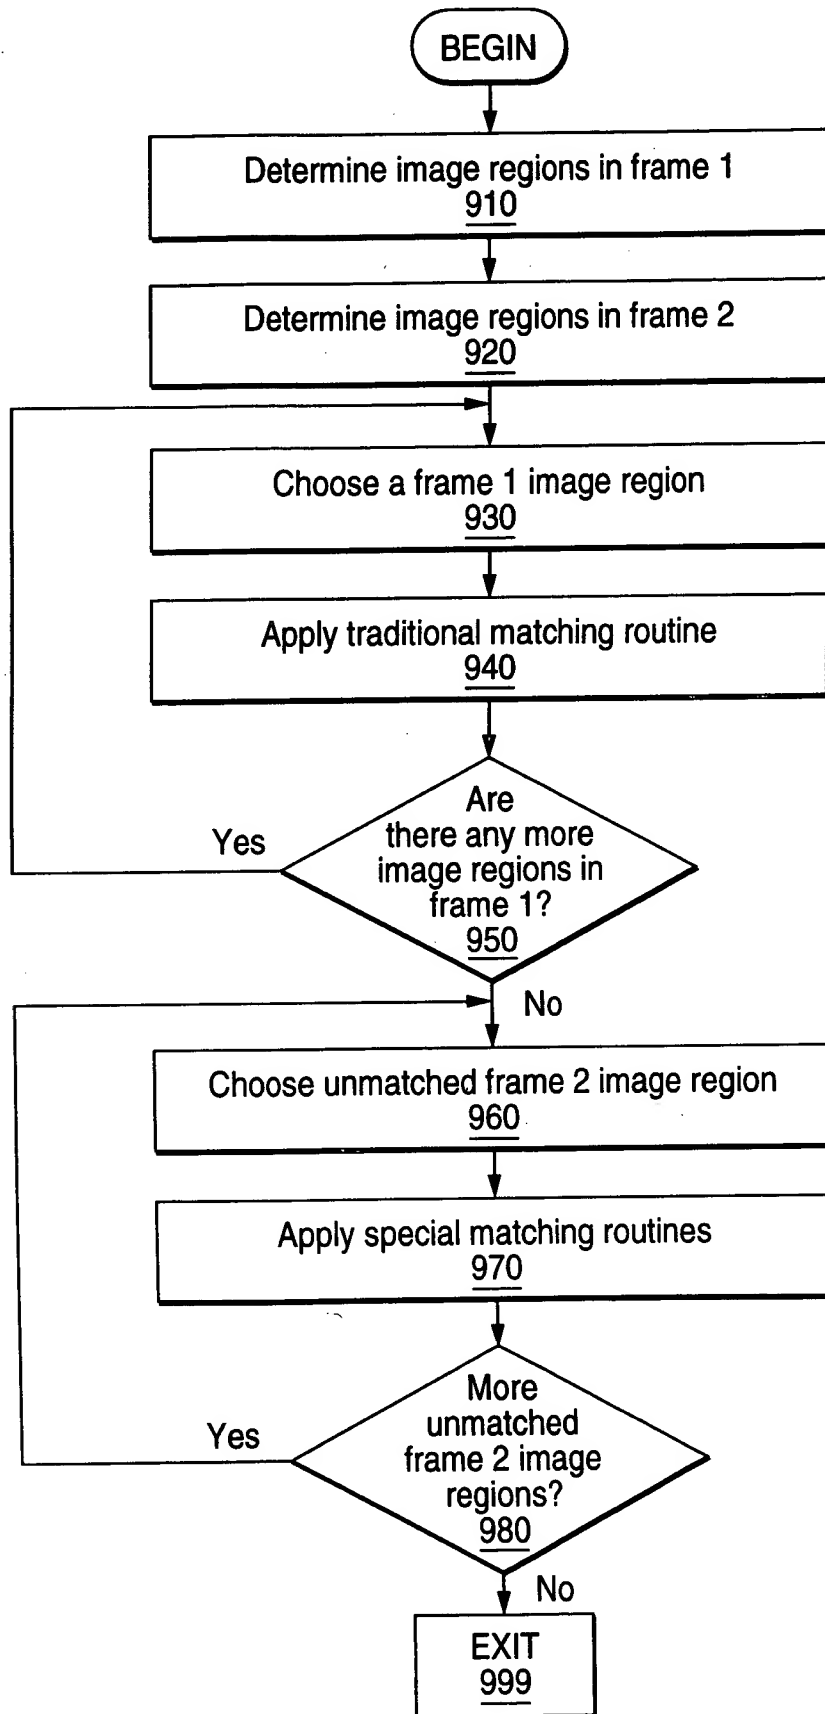 BEGIN
Determine image regions in frame 1
910
Determine image regions in frame 2
920
Choose a frame 1 image region
930
Apply traditional matching routine
940
Are
there any more
image regions in
frame 1?
950
Yes
No
Choose unmatched frame 2 image region
960
Apply special matching routines
970
More
unmatched
frame 2 image
regions?
980
Yes
No
EXIT
999